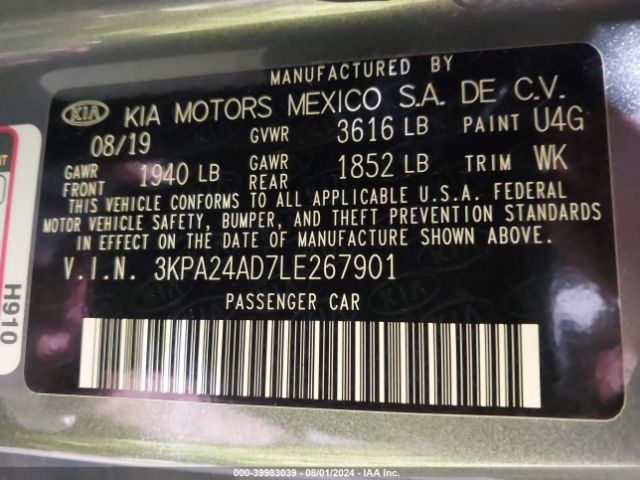 MANUFACTURED BY
KIA KIA MOTORS MEXICO S.A. DE C.V.
08/19 GVWR 3616 LB PAINT U4G
GAWR FRONT 1940 LB GAWR REAR 1852 LB TRIM WK
THIS VEHICLE CONFORMS TO ALL APPLICABLE U.S.A. FEDERAL
MOTOR VEHICLE SAFETY, BUMPER, AND THEFT PREVENTION STANDARDS
IN EFFECT ON THE DATE OF MANUFACTURE SHOWN ABOVE.
V.I.N. 3KPA24AD7LE267901
PASSENGER CAR
H910
000-39983039 - 08/01/2024 - IAA Inc.